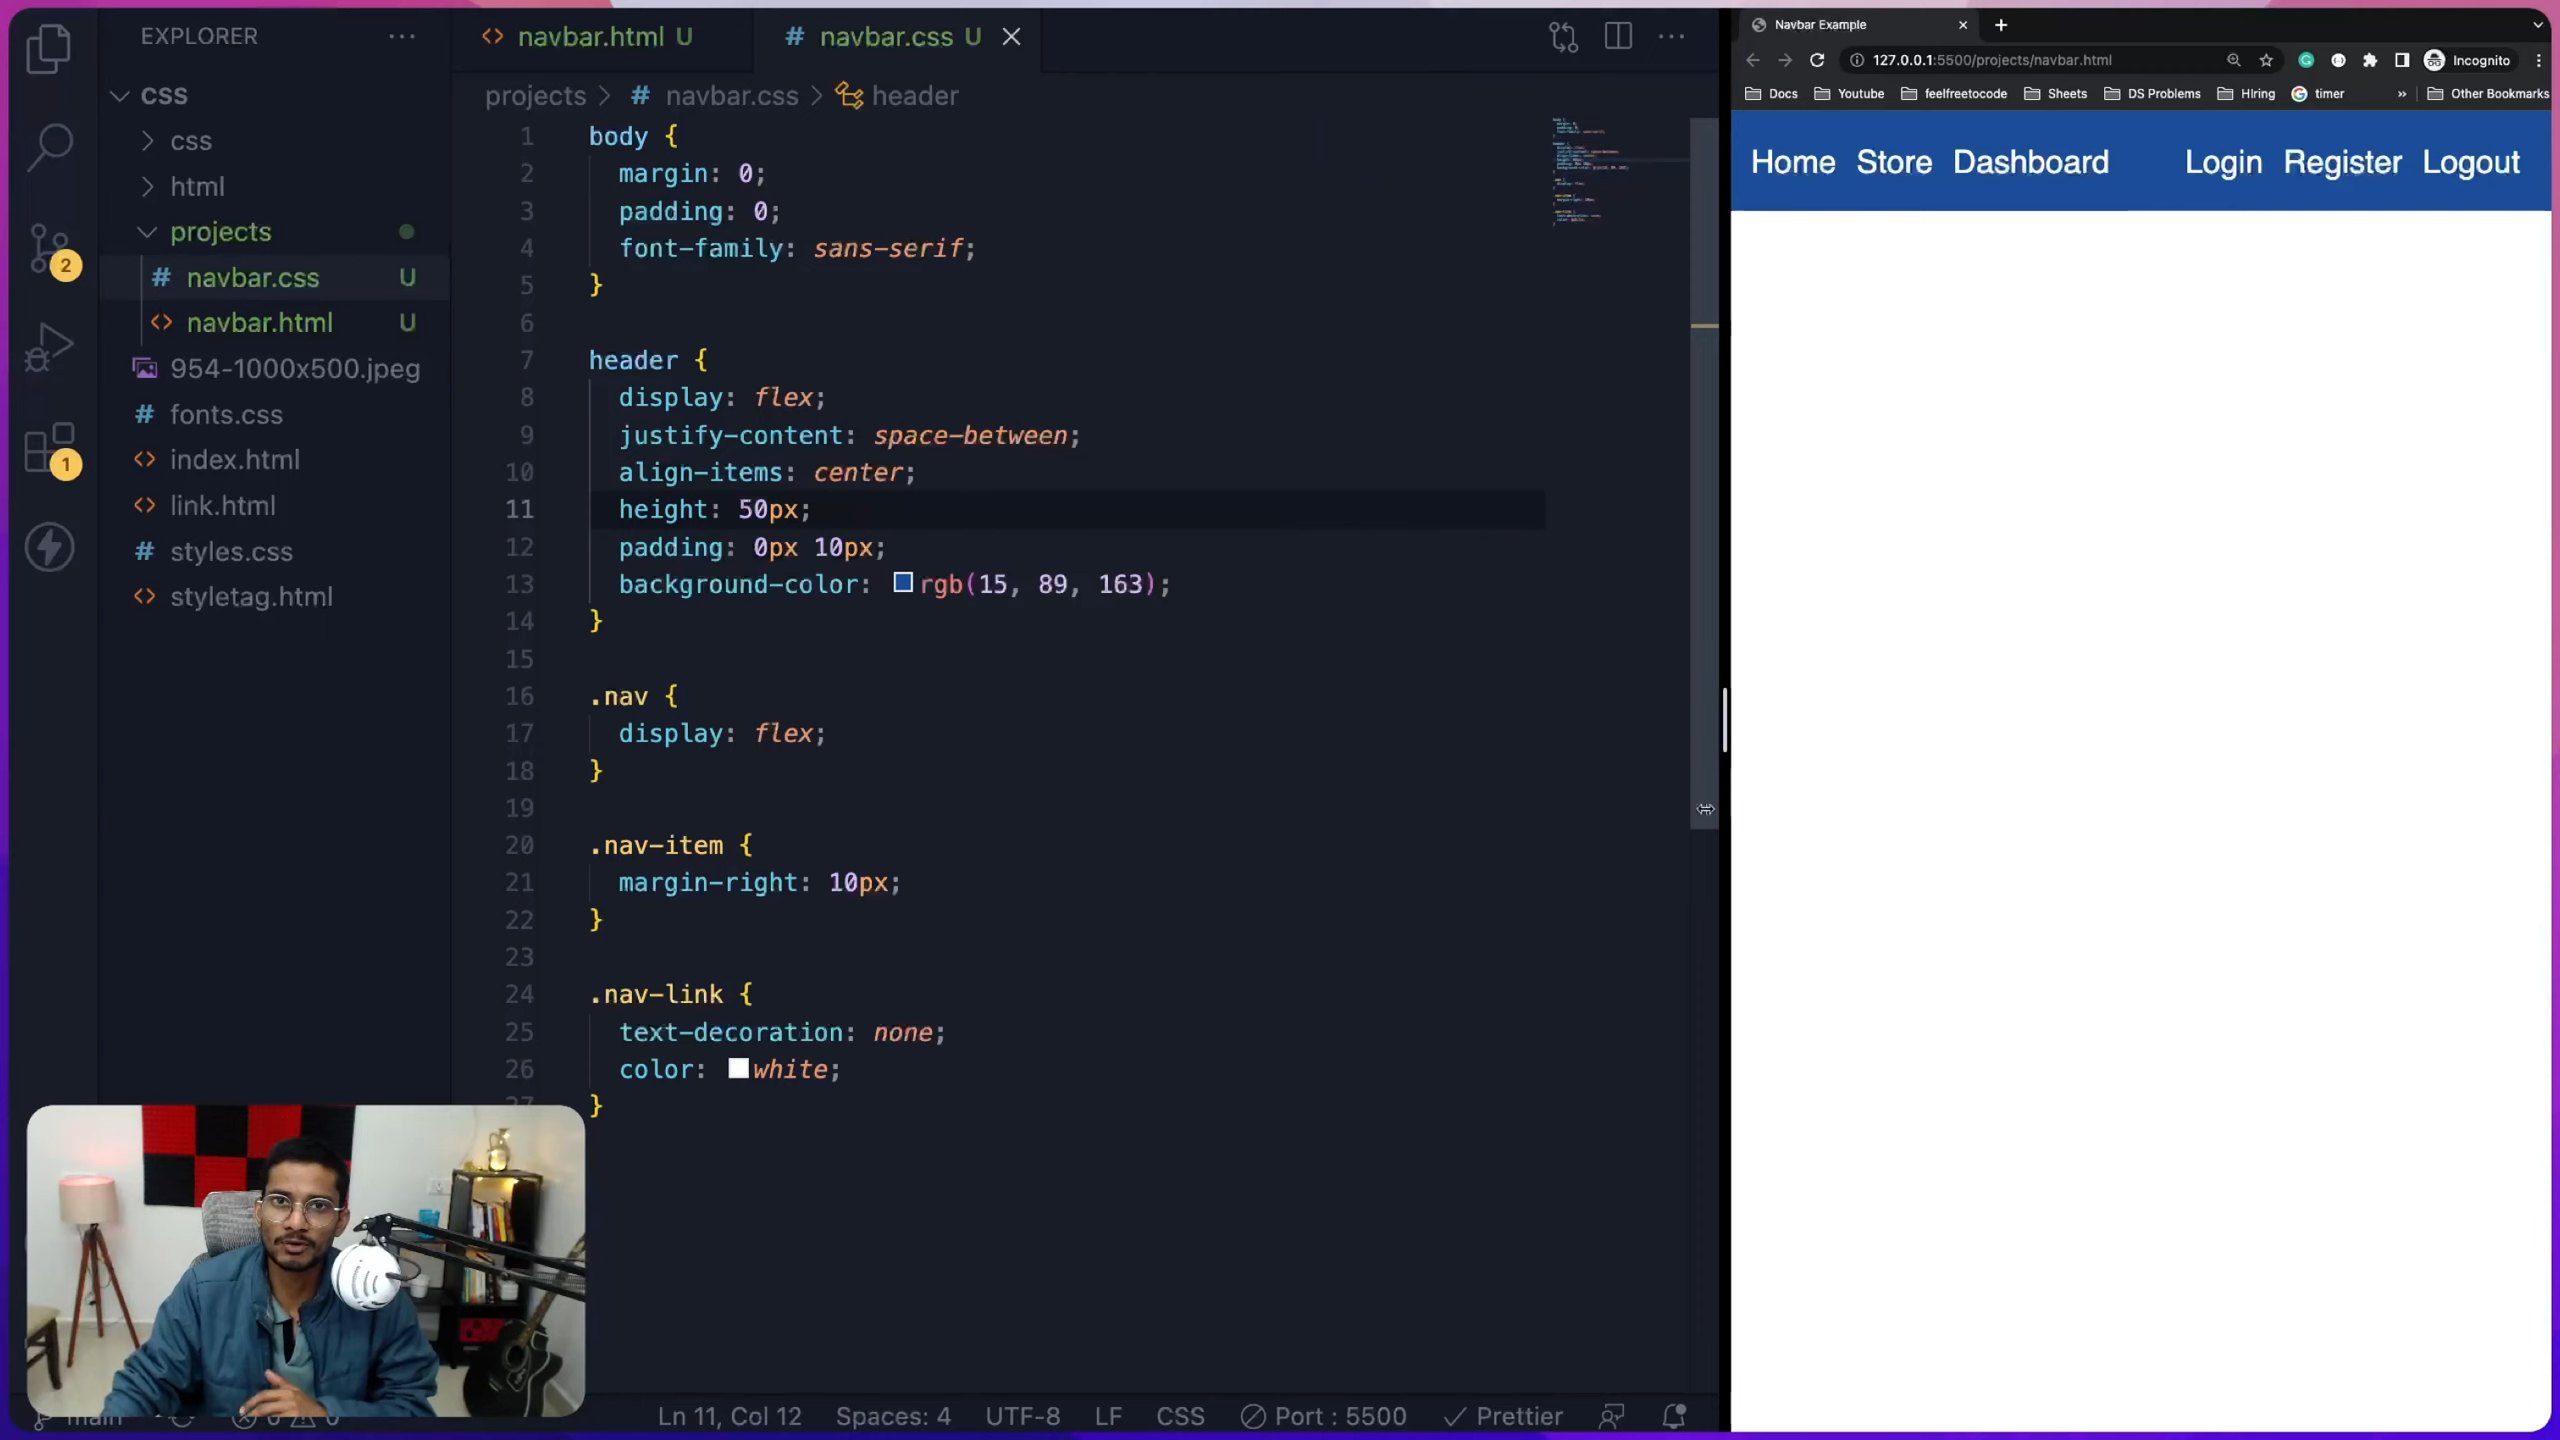 EXPLORER
CSS
css
html
projects
navbar.css U
navbar.html U
954-1000x500.jpeg
fonts.css
index.html
link.html
styles.css
styletag.html
2
1
navbar.html U
navbar.css U
projects > # navbar.css > header
1 body {
2 margin: 0;
3 padding: 0;
4 font-family: sans-serif;
5 }
6
7 header {
8 display: flex;
9 justify-content: space-between;
10 align-items: center;
11 height: 50px;
12 padding: 0px 10px;
13 background-color: rgb(15, 89, 163);
14 }
15
16 .nav {
17 display: flex;
18 }
19
20 .nav-item {
21 margin-right: 10px;
22 }
23
24 .nav-link {
25 text-decoration: none;
26 color: white;
27 }
main
Ln 11, Col 12 Spaces: 4 UTF-8 LF CSS Port : 5500 Prettier
Navbar Example
127.0.0.1:5500/projects/navbar.html Incognito
Docs Youtube feelfreetocode Sheets DS Problems Hiring timer » Other Bookmarks
Home Store Dashboard Login Register Logout